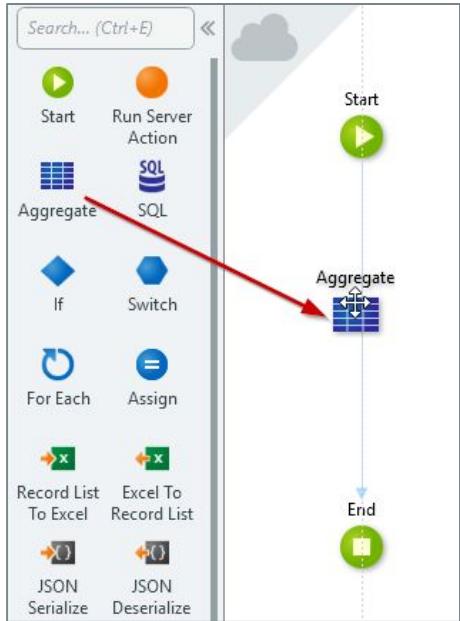 Search... (Ctrl+E)
Start
Run Server
Action
Aggregate
SQL
SQL
If
Switch
For Each
Assign
x
x
Record List
To Excel
Excel To
Record List
{}
{}
JSON
Serialize
JSON
Deserialize
Start
Aggregate
End